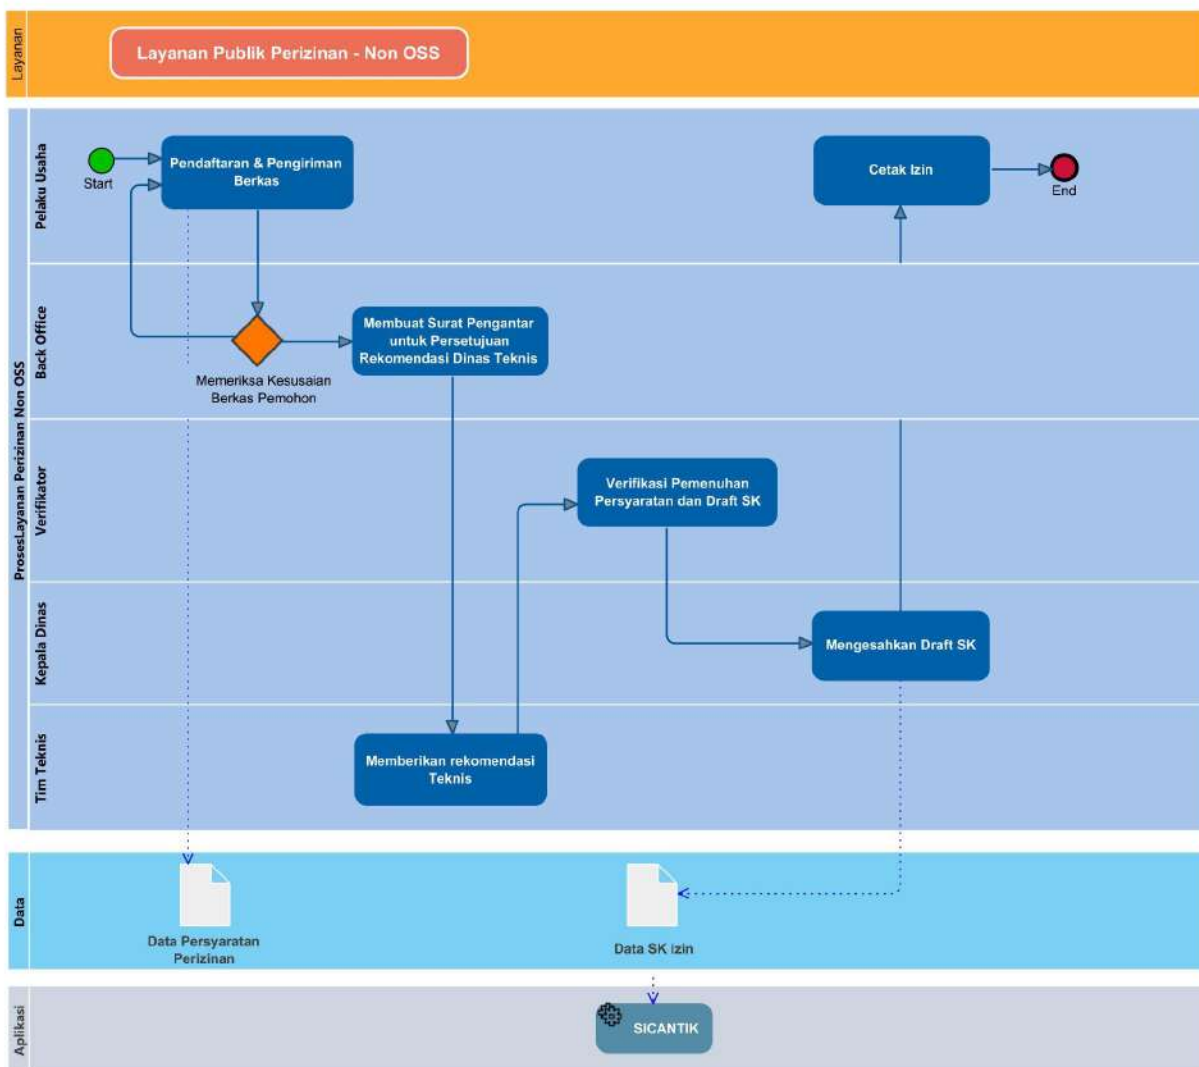 Layanan
Layanan Publik Perizinan - Non OSS
ProsesLayanan Perizinan Non OSS
Pelaku Usaha
Start
Pendaftaran & Pengiriman
Berkas
Cetak Izin
End
Back Office
Memeriksa Kesusaian
Berkas Pemohon
Membuat Surat Pengantar
untuk Persetujuan
Rekomendasi Dinas Teknis
Verifikator
Verifikasi Pemenuhan
Persyaratan dan Draft SK
Kepala Dinas
Mengesahkan Draft SK
Tim Teknis
Memberikan rekomendasi
Teknis
Data
Data Persyaratan
Perizinan
Data SK izin
Aplikasi
SICANTIK